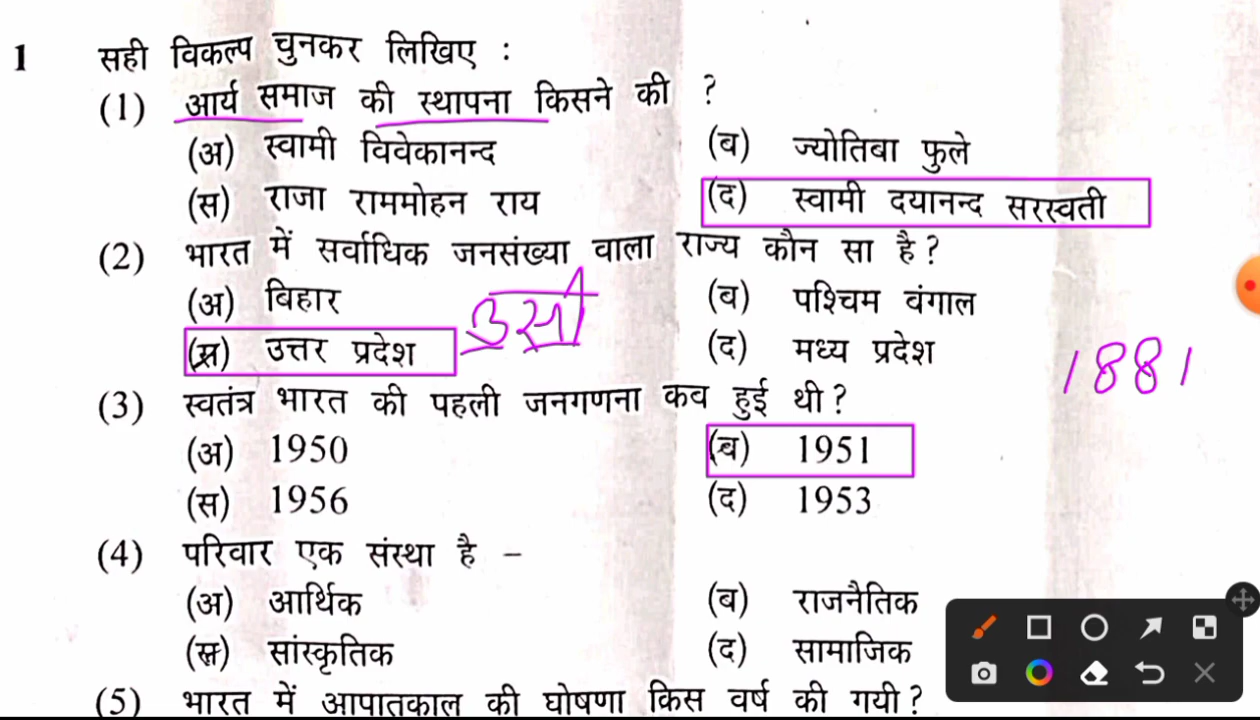 1 सही विकल्प चुनकर लिखिए :
(1) आर्य समाज की स्थापना किसने की ?
(अ) स्वामी विवेकानन्द (ब) ज्योतिबा फुले
(स) राजा राममोहन राय (द) स्वामी दयानन्द सरस्वती
(2) भारत में सर्वाधिक जनसंख्या वाला राज्य कौन सा है ?
(अ) बिहार (ब) पश्चिम वंगाल
(स) उत्तर प्रदेश (द) मध्य प्रदेश
1881
(3) स्वतंत्र भारत की पहली जनगणना कव हुई थी ?
(अ) 1950 (ब) 1951
(स) 1956 (द) 1953
(4) परिवार एक संस्था है –
(अ) आर्थिक (ब) राजनैतिक
(स) सांस्कृतिक (द) सामाजिक
(5) भारत में आपातकाल की घोषणा किस वर्ष की गयी ?